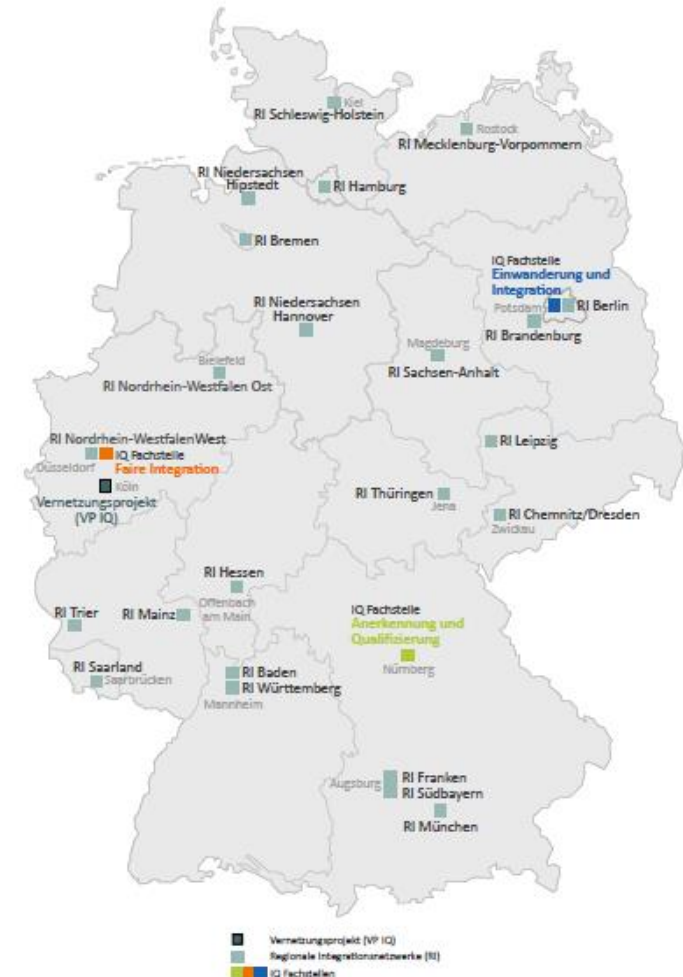 Kiel
RI Schleswig-Holstein
Rostock
RI Mecklenburg-Vorpommern
RI Niedersachsen
Hipstedt
RI Hamburg
RI Bremen
IQ Fachstelle
Einwanderung und
Integration
Potsdam
RI Berlin
RI Brandenburg
RI Niedersachsen
Hannover
Magdeburg
RI Sachsen-Anhalt
Bielefeld
RI Nordrhein-Westfalen Ost
RI Nordrhein-WestfalenWest
IQ Fachstelle
Düsseldorf
Faire Integration
Köln
Vernetzungsprojekt
(VP IQ)
RI Leipzig
RI Thüringen
Jena
RI Chemnitz/Dresden
Zwickau
RI Hessen
Offenbach
am Main
RI Trier
RI Mainz
IQ Fachstelle
Anerkennung und
Qualifizierung
Nürnberg
RI Saarland
Saarbrücken
RI Baden
RI Württemberg
Mannheim
Augsburg
RI Franken
RI Südbayern
RI München
Vernetzungsprojekt (VP IQ)
Regionale Integrationsnetzwerke (RI)
IQ Fachstellen